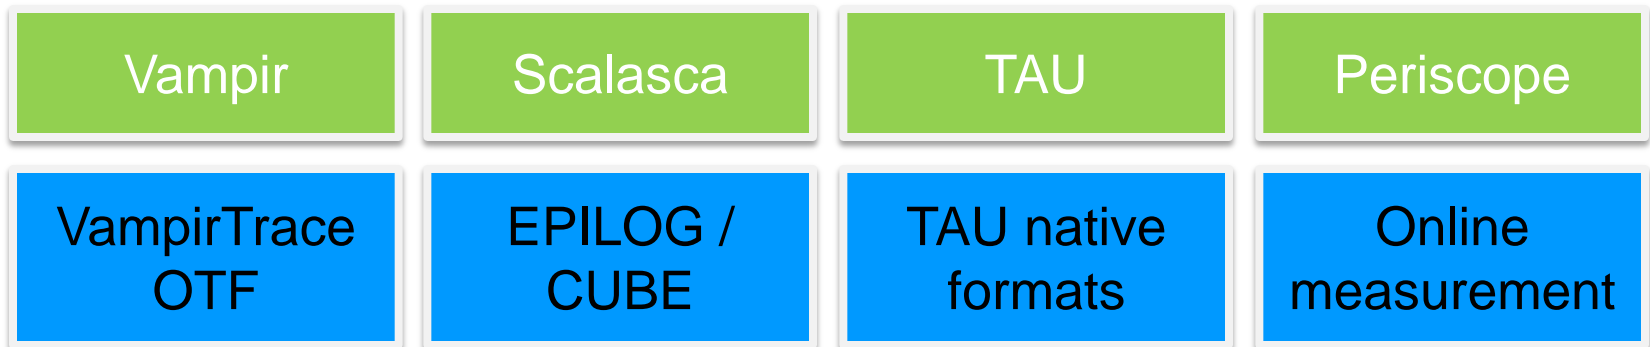 Vampir
Scalasca
TAU
Periscope
VampirTrace
OTF
EPILOG /
CUBE
TAU native
formats
Online
measurement